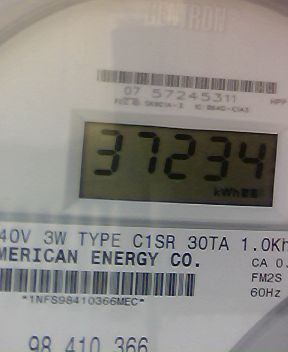 CENTRON
07 57245311
37234
kWh
40V 3W TYPE C1SR 30TA 1.0Kh
MERICAN ENERGY CO.
CA 0.
FM2S
60Hz
*1NFS98410366MEC*
98 410 366